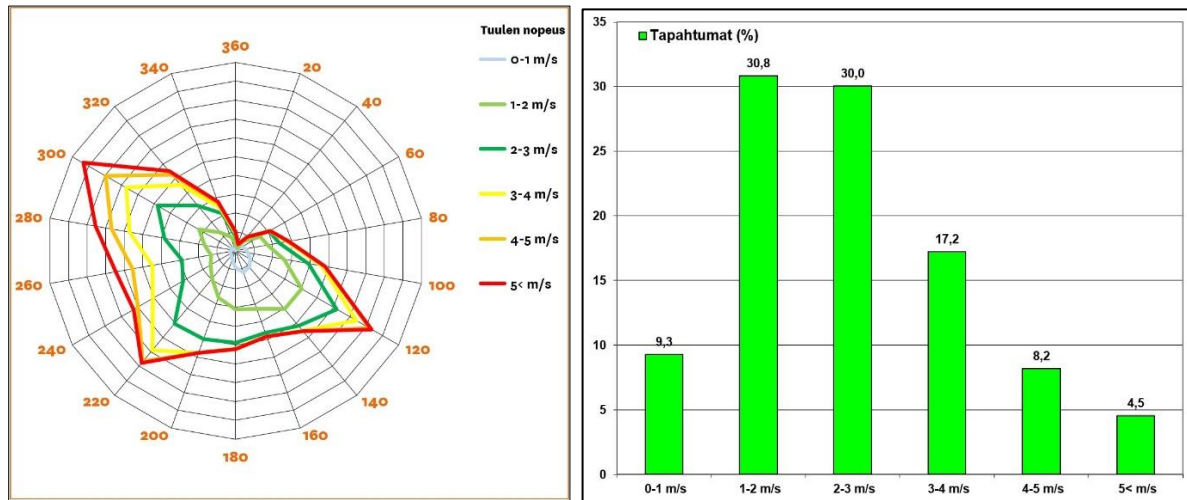 Tuulen nopeus
0-1 m/s
1-2 m/s
2-3 m/s
3-4 m/s
4-5 m/s
5< m/s
360
20
40
60
80
100
120
140
160
180
200
220
240
260
280
300
320
340
Tapahtumat (%)
35
30
25
20
15
10
5
0
9,3
30,8
30,0
17,2
8,2
4,5
0-1 m/s
1-2 m/s
2-3 m/s
3-4 m/s
4-5 m/s
5< m/s